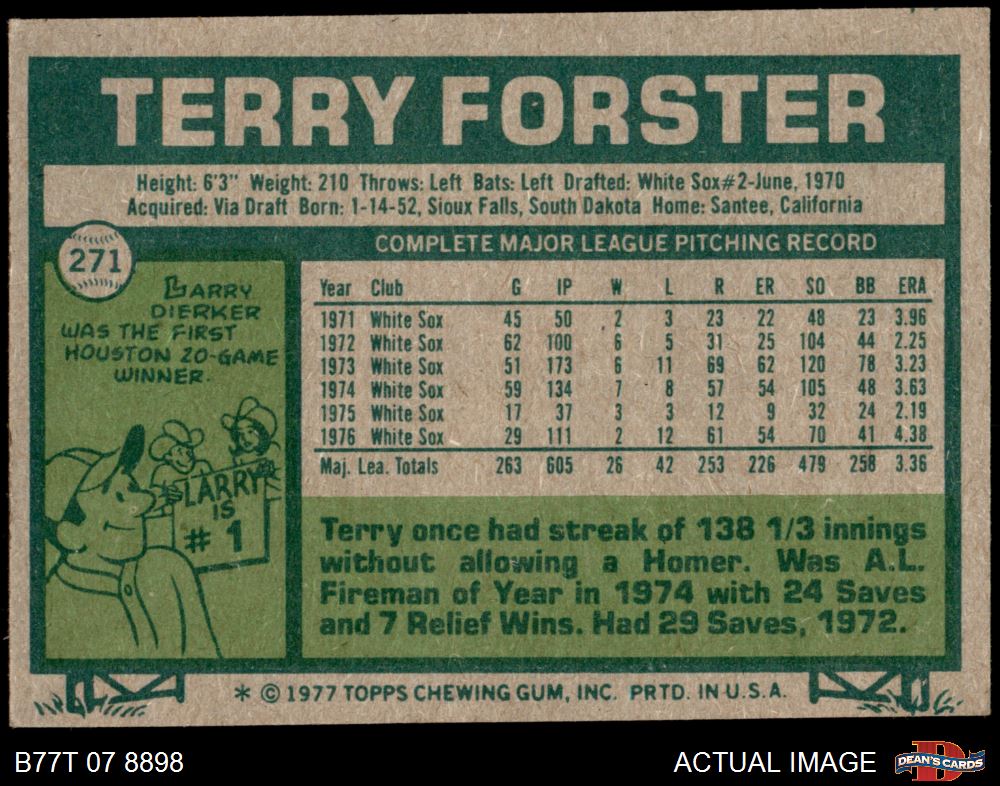 TERRY FORSTER
Height: 6'3" Weight: 210 Throws: Left Bats: Left Drafted: White Sox#2-June, 1970
Acquired: Via Draft Born: 1-14-52, Sioux Falls, South Dakota Home: Santee, California
271
COMPLETE MAJOR LEAGUE PITCHING RECORD
LARRY
DIERKER
WAS THE FIRST
HOUSTON 20-GAME
WINNER.
LARRY
IS
# 1
Year Club G IP W L R ER SO BB ERA
1971 White Sox 45 50 2 3 23 22 48 23 3.96
1972 White Sox 62 100 6 5 31 25 104 44 2.25
1973 White Sox 51 173 6 11 69 62 120 78 3.23
1974 White Sox 59 134 7 8 57 54 105 48 3.63
1975 White Sox 17 37 3 3 12 9 32 24 2.19
1976 White Sox 29 111 2 12 61 54 70 41 4.38
Maj. Lea. Totals 263 605 26 42 253 226 479 258 3.36
Terry once had streak of 138 1/3 innings
without allowing a Homer. Was A.L.
Fireman of Year in 1974 with 24 Saves
and 7 Relief Wins. Had 29 Saves, 1972.
* © 1977 TOPPS CHEWING GUM, INC. PRTD. IN U.S.A.
B77T 07 8898
ACTUAL IMAGE
D
DEAN'S CARDS